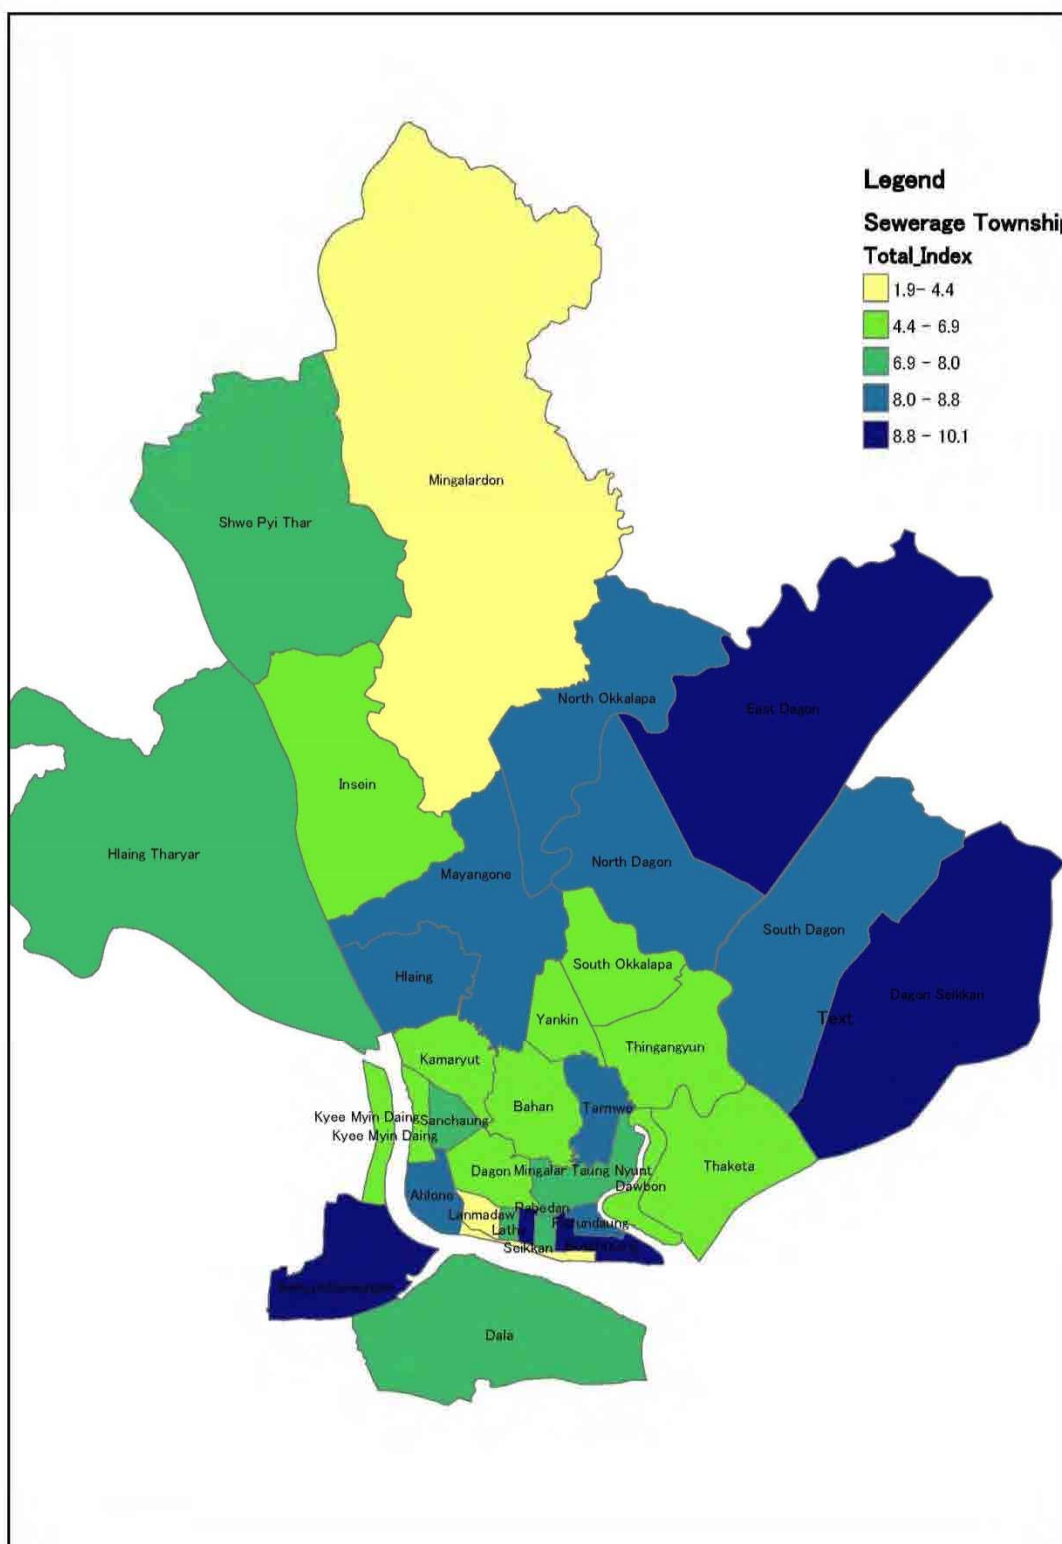 Legend
Sewerage Township
Total_Index
1.9- 4.4
4.4 - 6.9
6.9 - 8.0
8.0 - 8.8
8.8 - 10.1
Mingalardon
Shwe Pyi Thar
North Okkalapa
East Dagon
Insein
Hlaing Tharyar
North Dagon
Mayangone
South Dagon
South Okkalapa
Hlaing
Dagon Seikkan
Text
Yankin
Thingangyun
Kamaryut
Bahan
Tarmwe
Kyee Myin Daing
Sanchaung
Kyee Myin Daing
Thaketa
Dagon
Mingalar Taung Nyunt
Dawbon
Ahlone
Lanmadaw
Latha
Seikkan
Dala